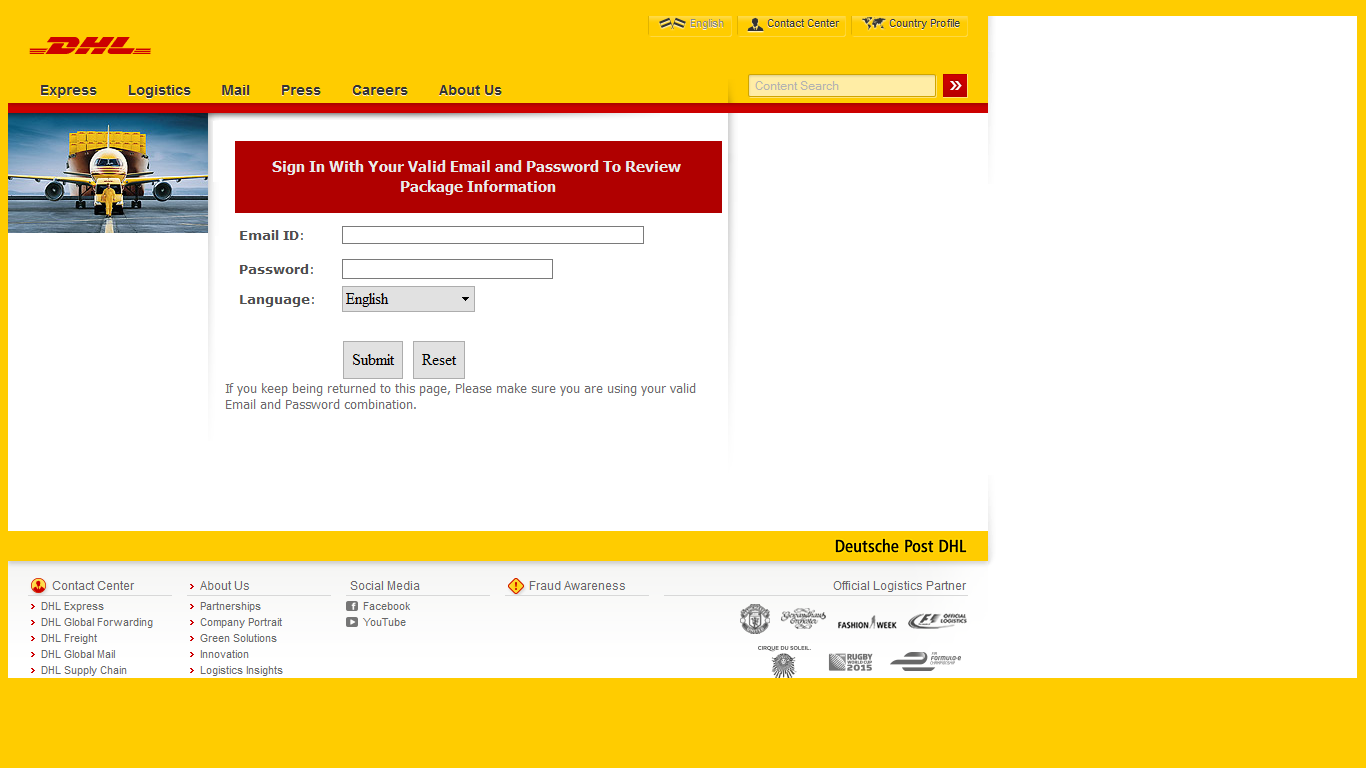 English
Contact Center
Country Profile
DHL
Express
Logistics
Mail
Press
Careers
About Us
Content Search
Sign In With Your Valid Email and Password To Review
Package Information
Email ID:
Password:
Language:
English
Submit
Reset
If you keep being returned to this page, Please make sure you are using your valid
Email and Password combination.
Deutsche Post DHL
Contact Center
DHL Express
DHL Global Forwarding
DHL Freight
DHL Global Mail
DHL Supply Chain
About Us
Partnerships
Company Portrait
Green Solutions
Innovation
Logistics Insights
Social Media
Facebook
YouTube
Fraud Awareness
Official Logistics Partner
Gewandhaus
Orchester
FASHION WEEK
F1 OFFICIAL
LOGISTICS
CIRQUE DU SOLEIL.
RUGBY
WORLD CUP
2015
FIA
FORMULA-E
CHAMPIONSHIP